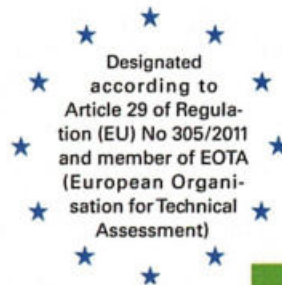 Designated
according to
Article 29 of Regula-
tion (EU) No 305/2011
and member of EOTA
(European Organi-
sation for Technical
Assessment)